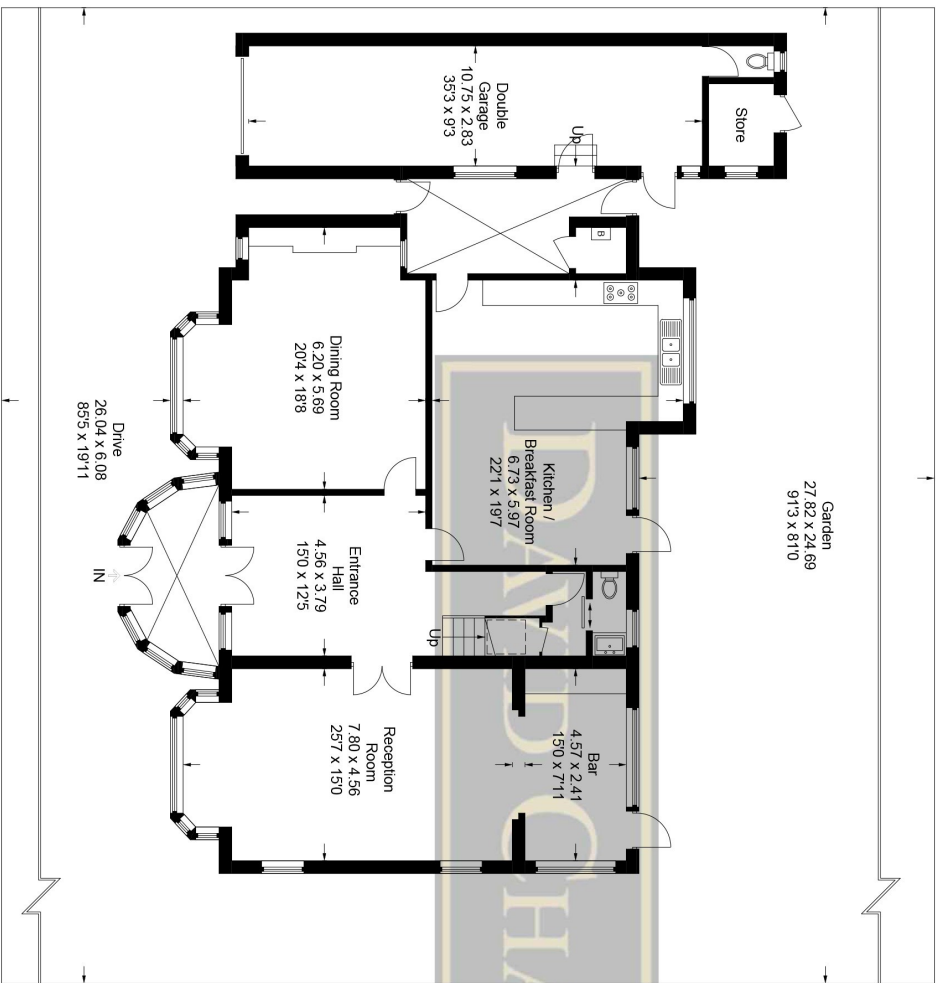 Garden
27.82 x 24.69
91'3 x 81'0
Store
Up
Double
Garage
10.75 x 2.83
35'3 x 9'3
B
Kitchen /
Breakfast Room
6.73 x 5.97
22'1 x 19'7
Bar
4.57 x 2.41
15'0 x 7'11
Up
Dining Room
6.20 x 5.69
20'4 x 18'8
Entrance
Hall
4.56 x 3.79
15'0 x 12'5
Reception
Room
7.80 x 4.56
25'7 x 15'0
IN
Drive
26.04 x 6.08
85'5 x 19'11
DAVID CHA